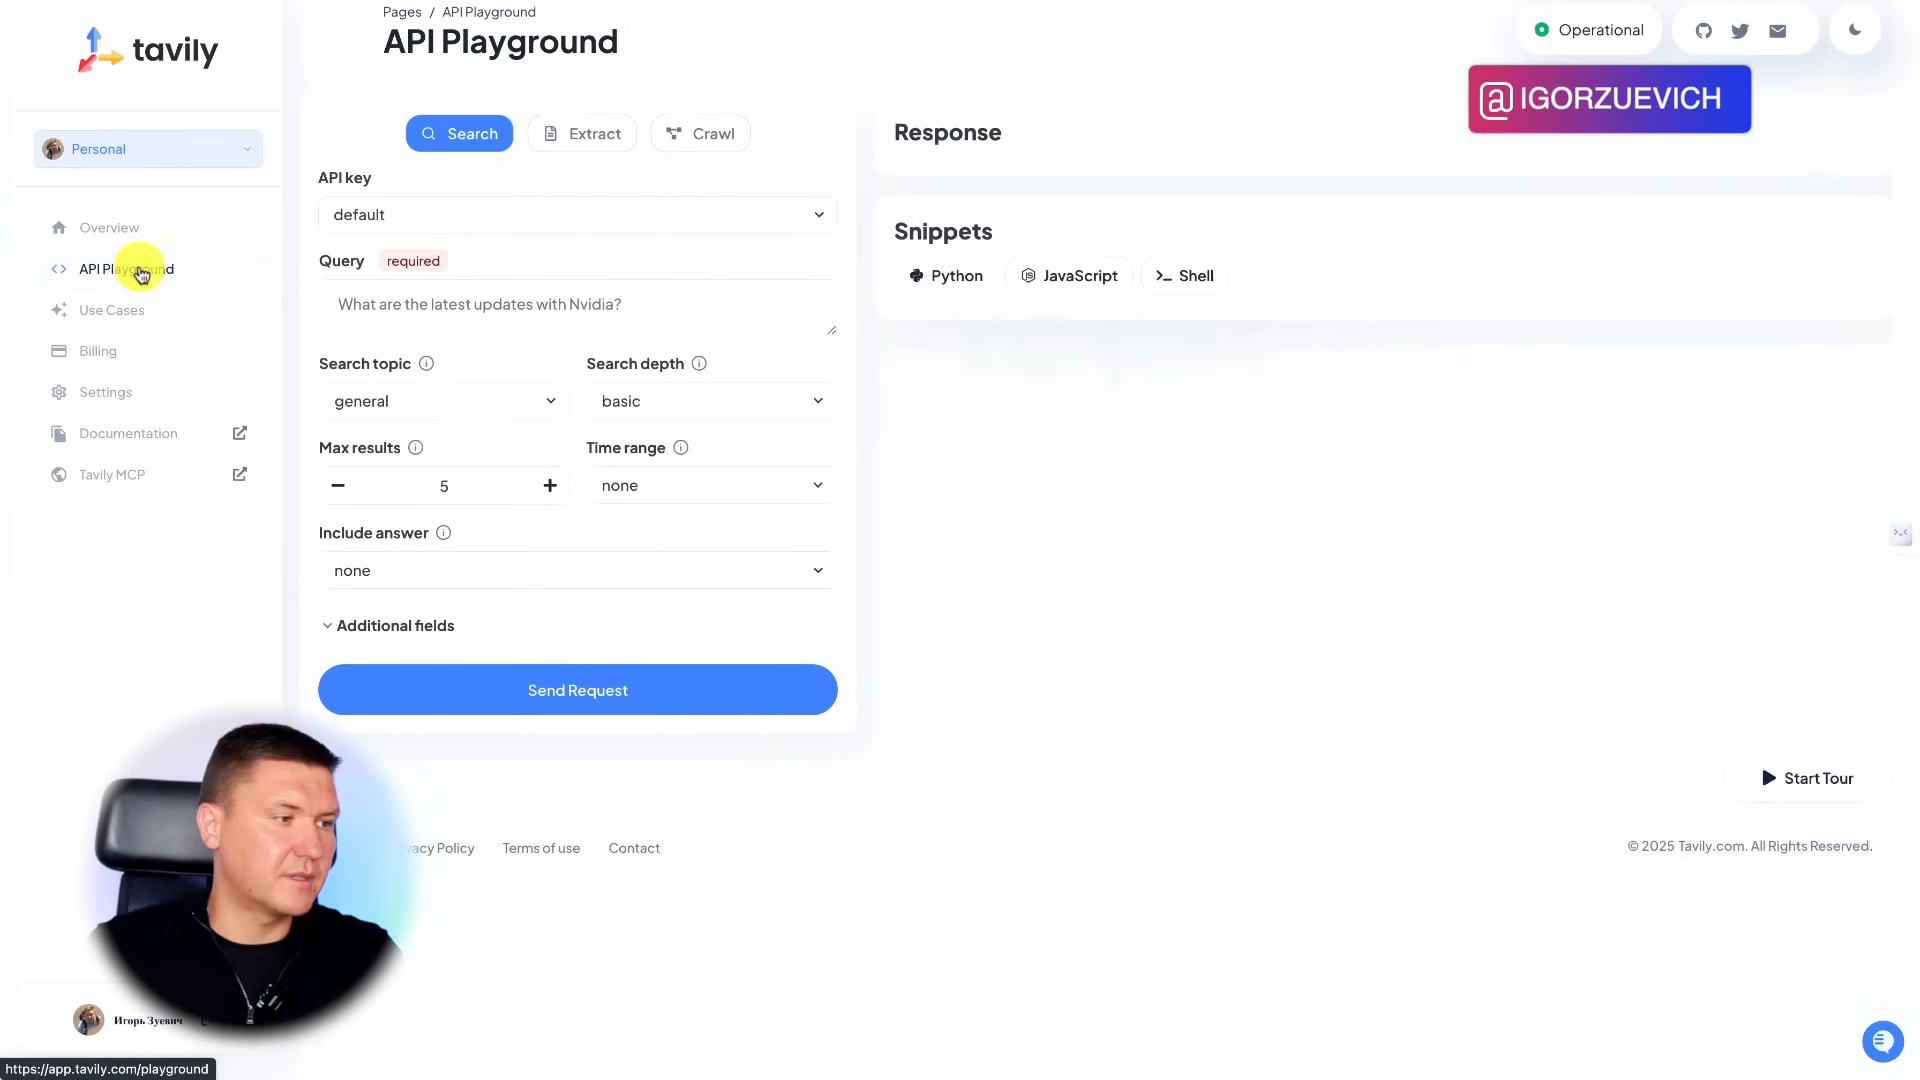 tavily
Personal
Overview
API Playground
Use Cases
Billing
Settings
Documentation
Tavily MCP
Pages / API Playground
API Playground
Operational
@IGORZUEVICH
Search
Extract
Crawl
API key
default
Query required
What are the latest updates with Nvidia?
Search topic
general
Search depth
basic
Max results
5
Time range
none
Include answer
none
Additional fields
Send Request
Response
Snippets
Python
JavaScript
Shell
Start Tour
vacy Policy
Terms of use
Contact
© 2025 Tavily.com. All Rights Reserved.
Игорь Зуевич
https://app.tavily.com/playground